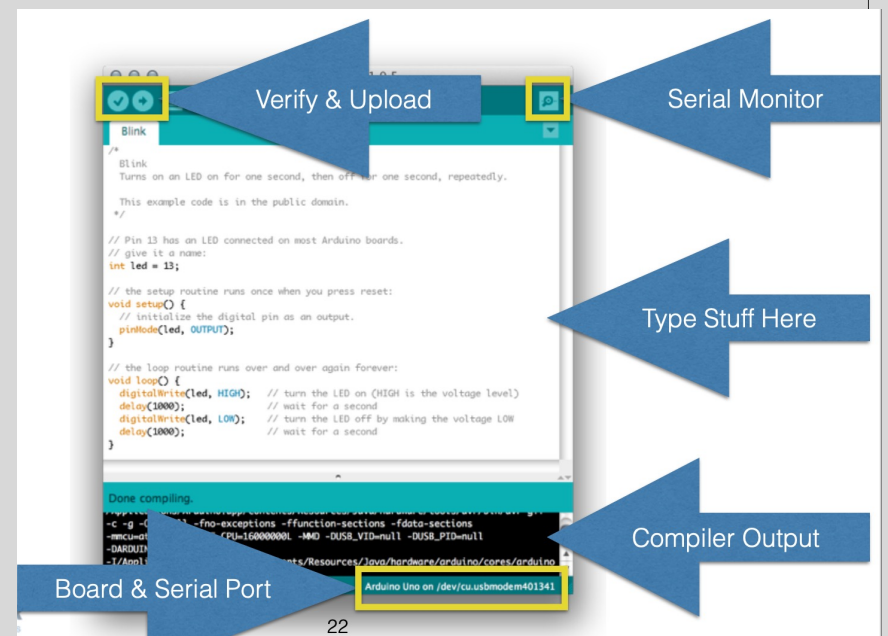 Verify & Upload
Serial Monitor
Blink
/*
Blink
Turns on an LED on for one second, then off for one second, repeatedly.
This example code is in the public domain.
*/
// Pin 13 has an LED connected on most Arduino boards.
// give it a name:
int led = 13;
// the setup routine runs once when you press reset:
void setup() {
// initialize the digital pin as an output.
pinMode(led, OUTPUT);
}
Type Stuff Here
// the loop routine runs over and over again forever:
void loop() {
digitalWrite(led, HIGH); // turn the LED on (HIGH is the voltage level)
delay(1000); // wait for a second
digitalWrite(led, LOW); // turn the LED off by making the voltage LOW
delay(1000); // wait for a second
}
Done compiling.
-c -g -fno-exceptions -ffunction-sections -fdata-sections
CPU=16000000L -MMD -DUSB_VID=null -DUSB_PID=null
Compiler Output
/Resources/Java/hardware/arduino/cores/arduino
Board & Serial Port
Arduino Uno on /dev/cu.usbmodem401341
22